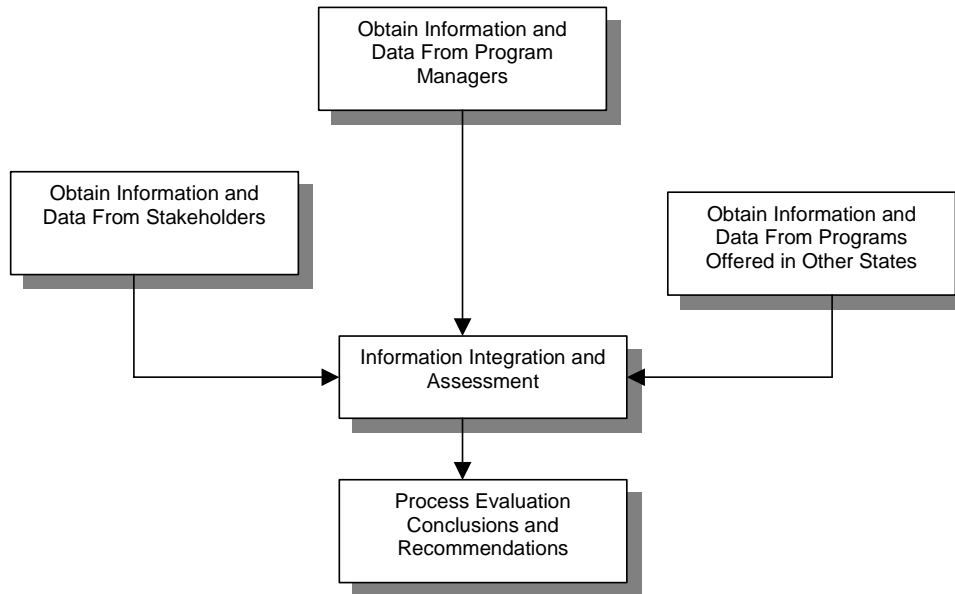 Obtain Information and
Data From Program
Managers
Obtain Information and
Data From Stakeholders
Obtain Information and
Data From Programs
Offered in Other States
Information Integration and
Assessment
Process Evaluation
Conclusions and
Recommendations